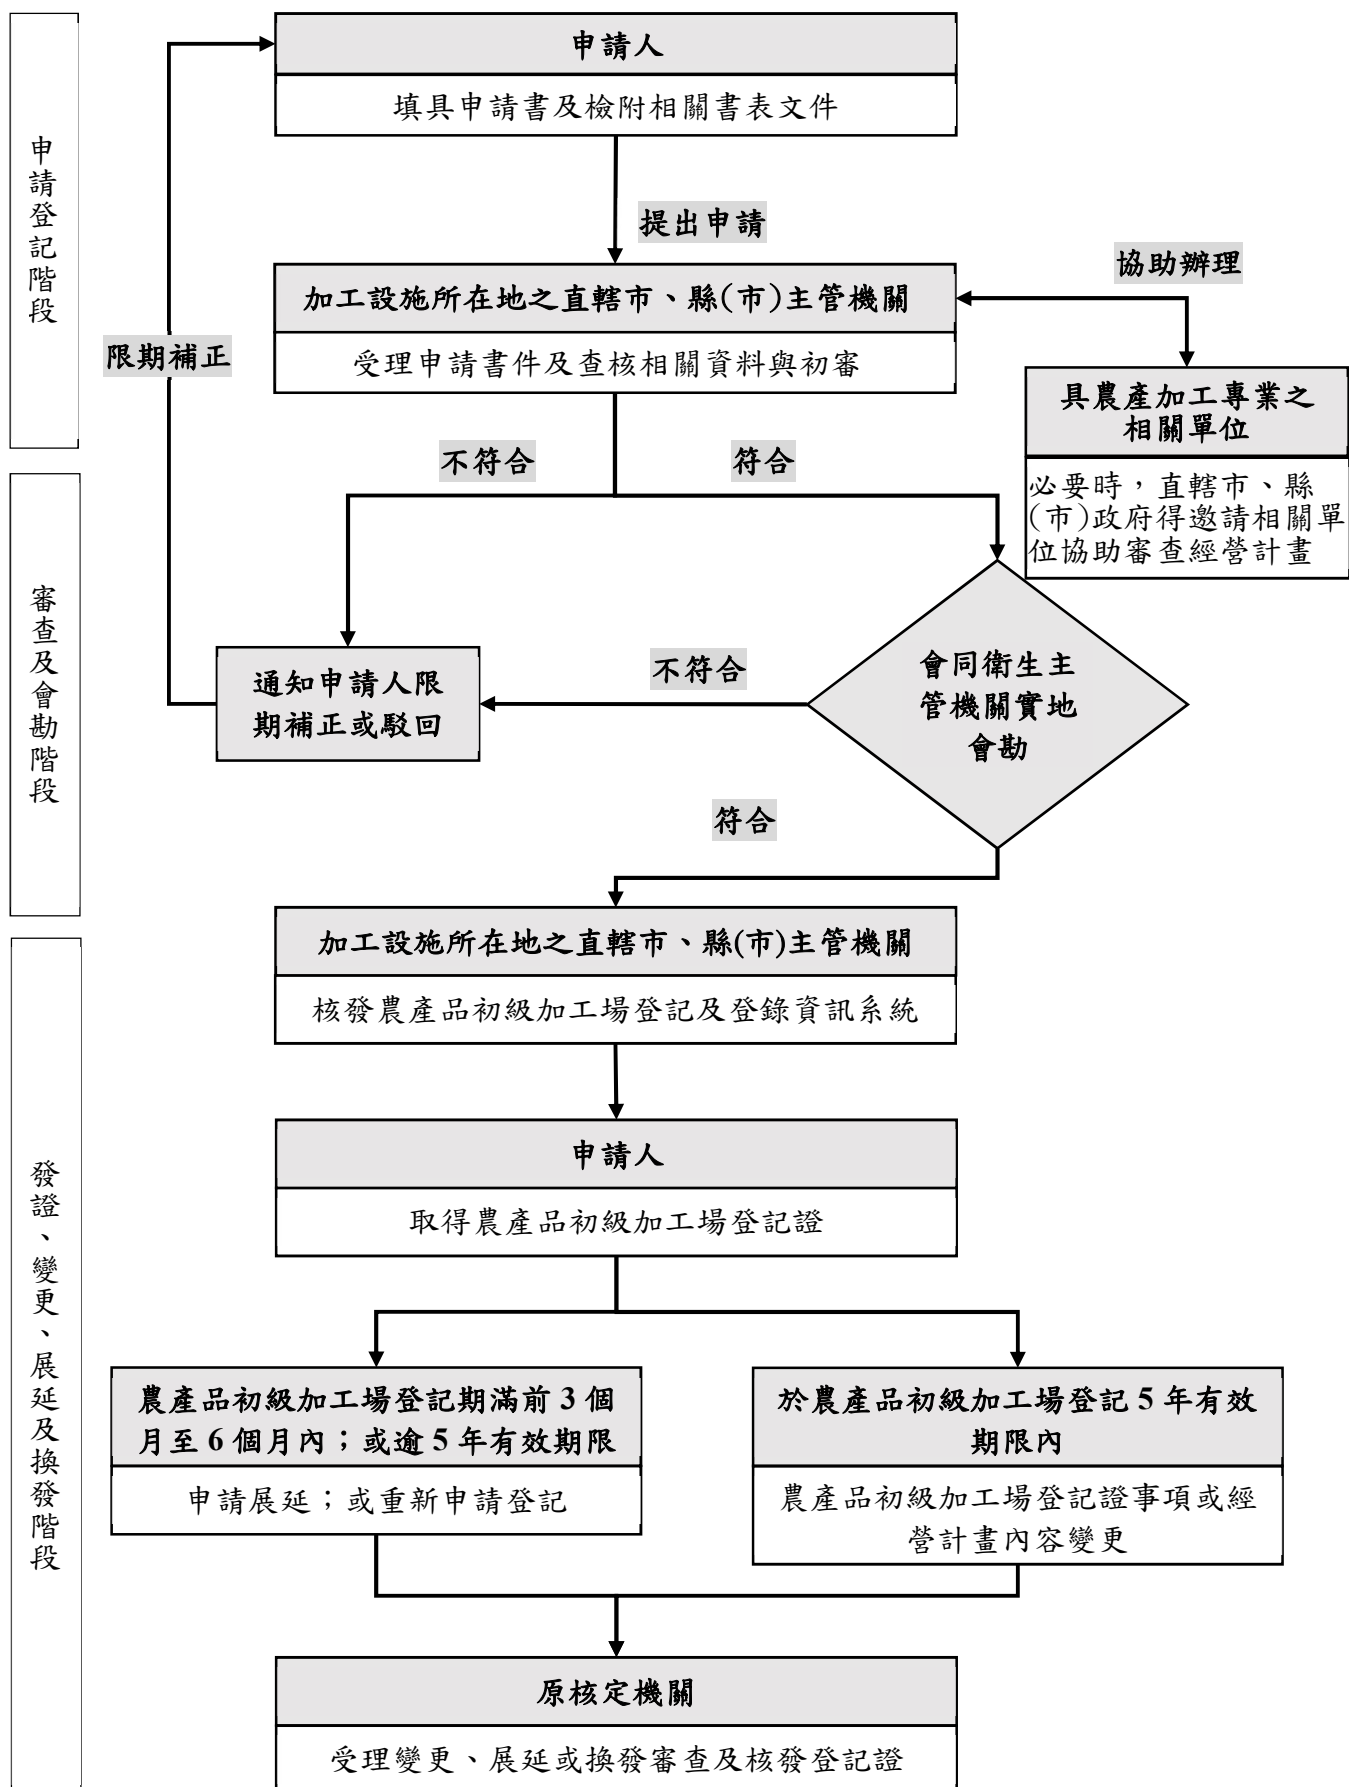 申請登記階段
申請人
填具申請書及檢附相關書表文件
提出申請
協助辦理
加工設施所在地之直轄市、縣(市)主管機關
受理申請書件及查核相關資料與初審
限期補正
具農產加工專業之
相關單位
必要時，直轄市、縣
(市)政府得邀請相關單
位協助審查經營計畫
不符合
符合
審查及會勘階段
會同衛生主
管機關實地
會勘
不符合
通知申請人限
期補正或駁回
符合
發證、變更、展延及換發階段
加工設施所在地之直轄市、縣(市)主管機關
核發農產品初級加工場登記及登錄資訊系統
申請人
取得農產品初級加工場登記證
農產品初級加工場登記期滿前 3 個
月至 6 個月內；或逾 5 年有效期限
申請展延；或重新申請登記
於農產品初級加工場登記 5 年有效
期限內
農產品初級加工場登記證事項或經
營計畫內容變更
原核定機關
受理變更、展延或換發審查及核發登記證